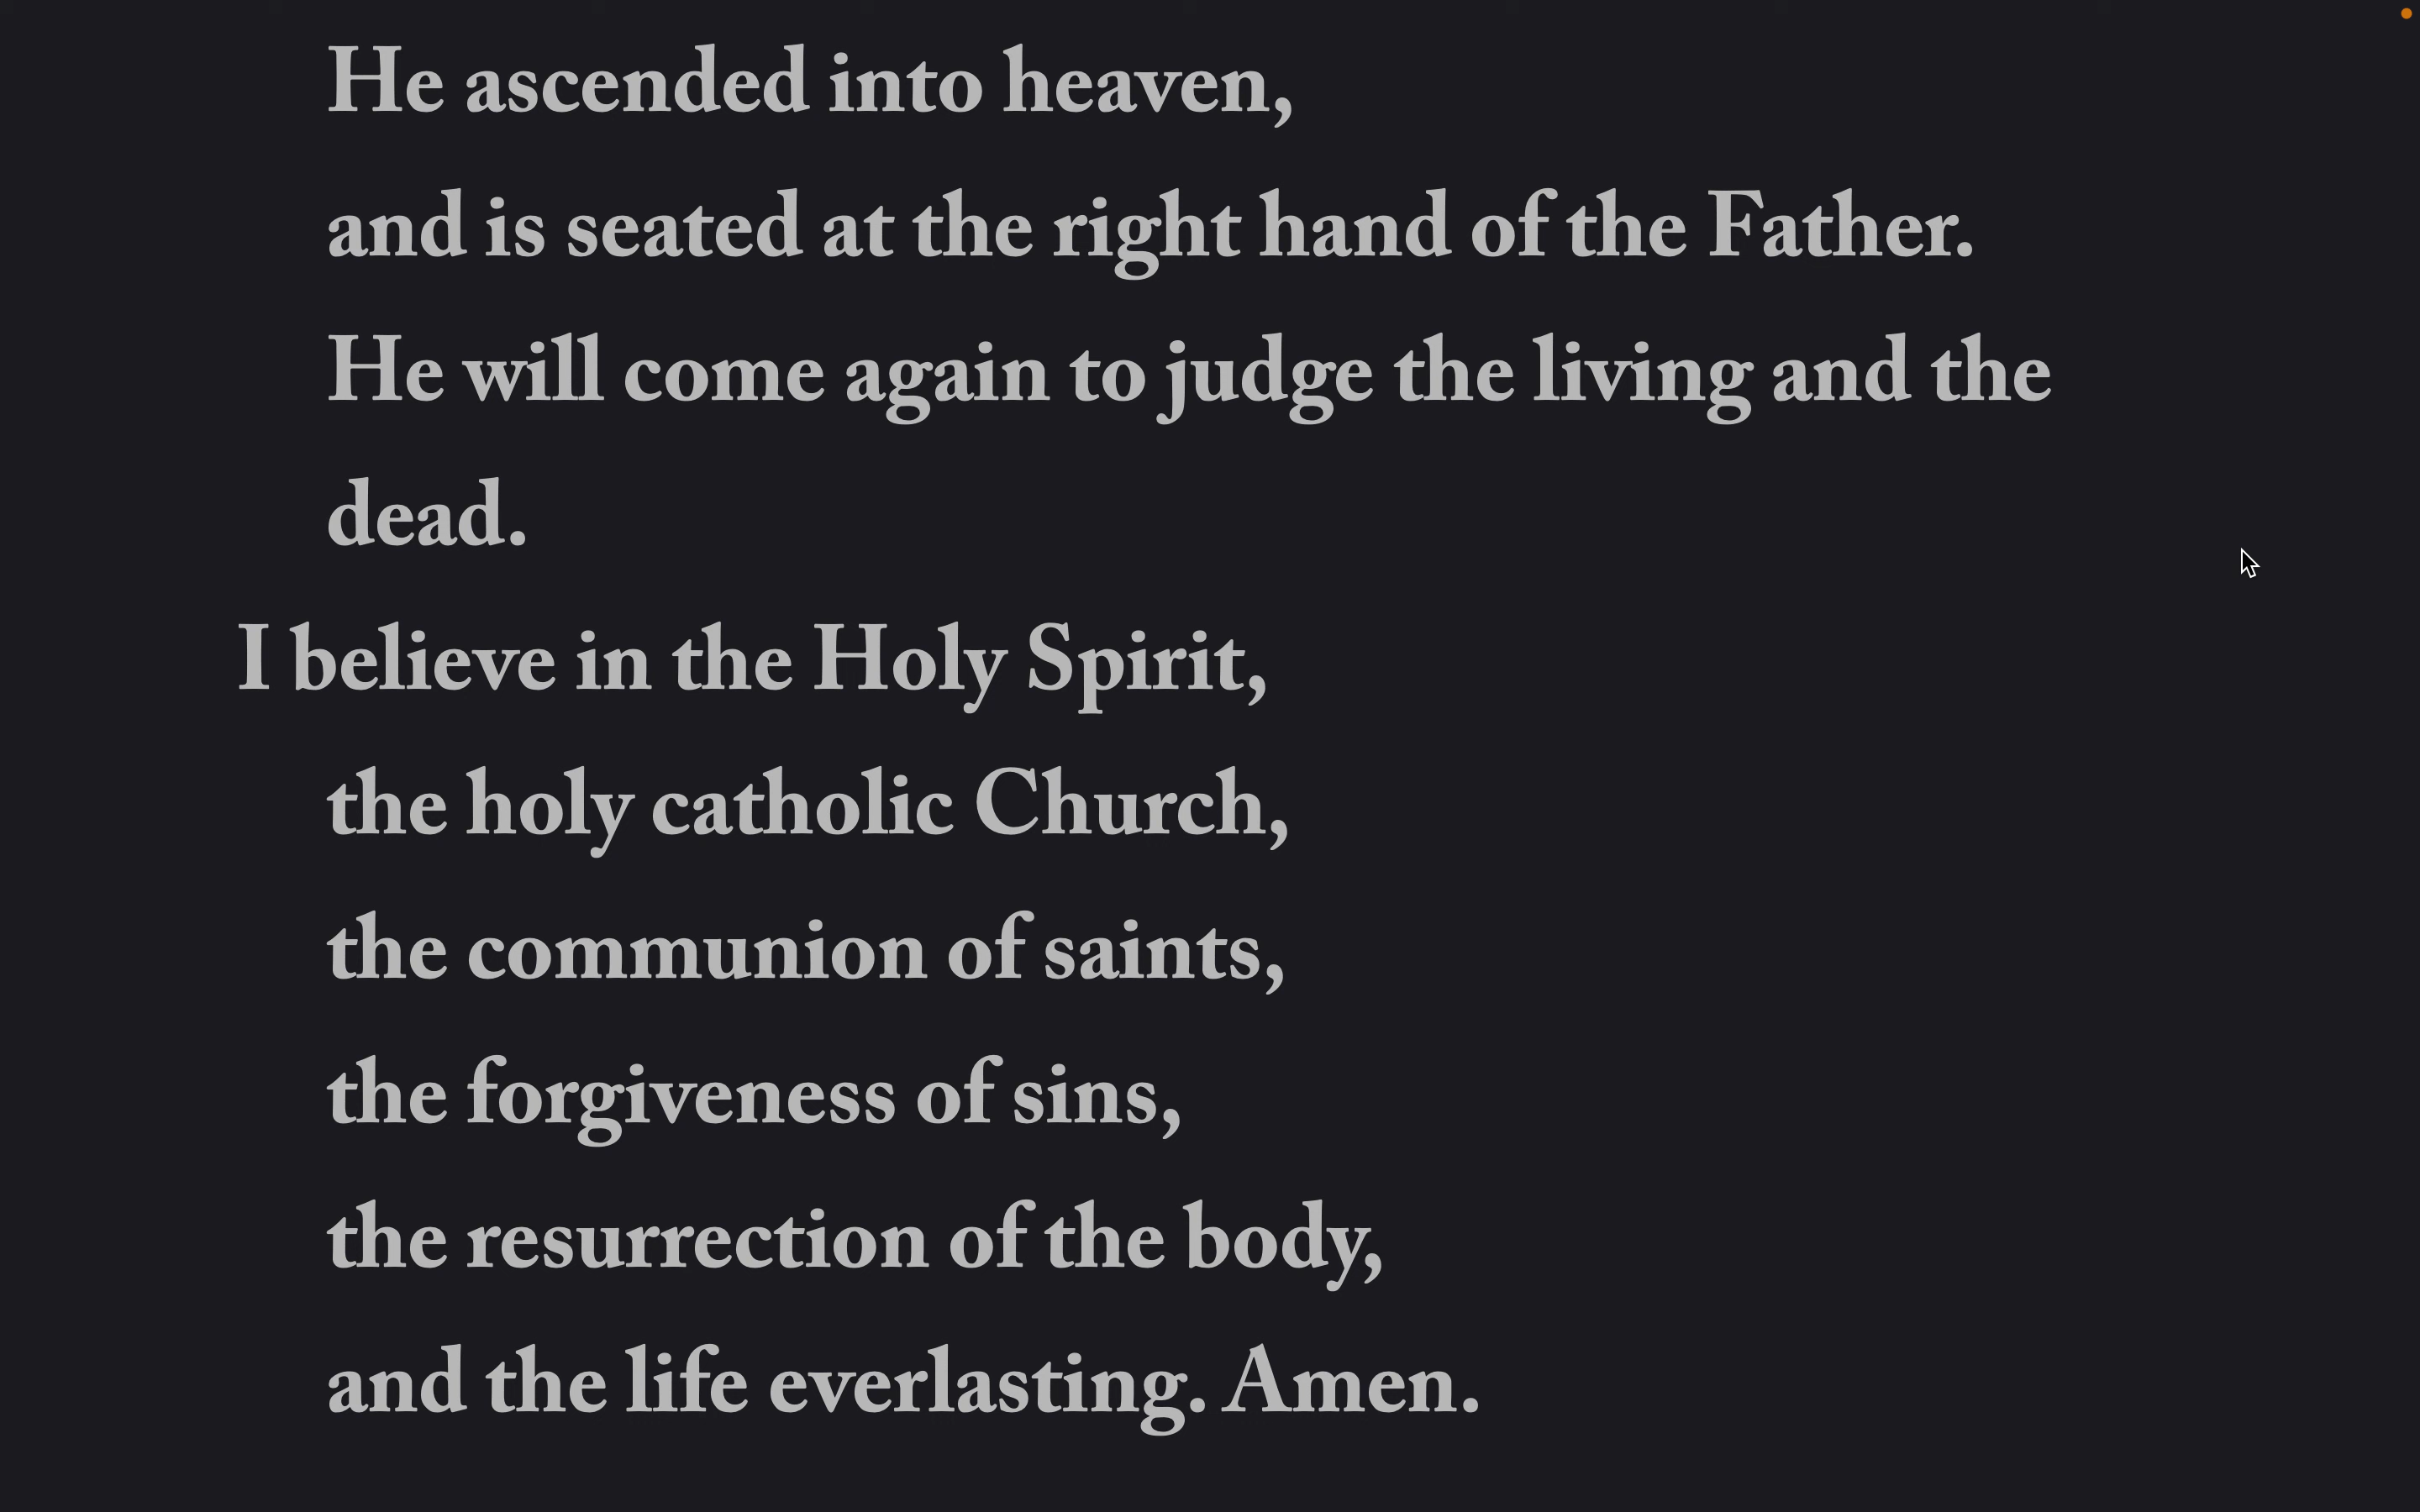 He ascended into heaven,
and is seated at the right hand of the Father.
He will come again to judge the living and the
dead.
I believe in the Holy Spirit,
the holy catholic Church,
the communion of saints,
the forgiveness of sins,
the resurrection of the body,
and the life everlasting. Amen.